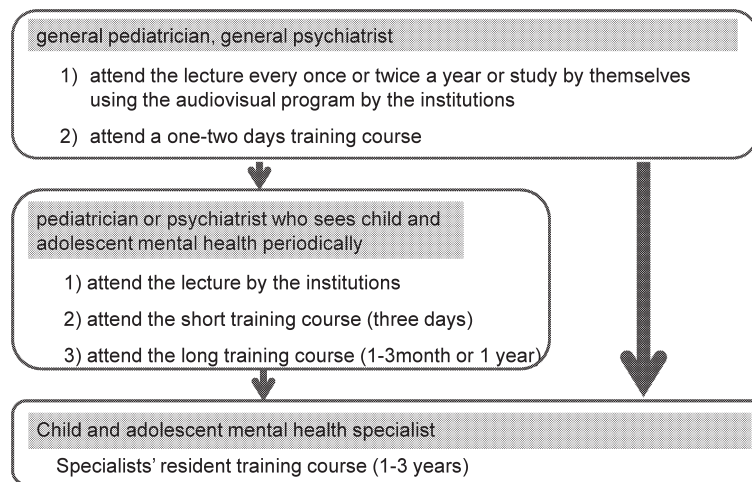 general pediatrician, general psychiatrist
1) attend the lecture every once or twice a year or study by themselves
using the audiovisual program by the institutions
2) attend a one-two days training course
pediatrician or psychiatrist who sees child and
adolescent mental health periodically
1) attend the lecture by the institutions
2) attend the short training course (three days)
3) attend the long training course (1-3month or 1 year)
Child and adolescent mental health specialist
Specialists' resident training course (1-3 years)